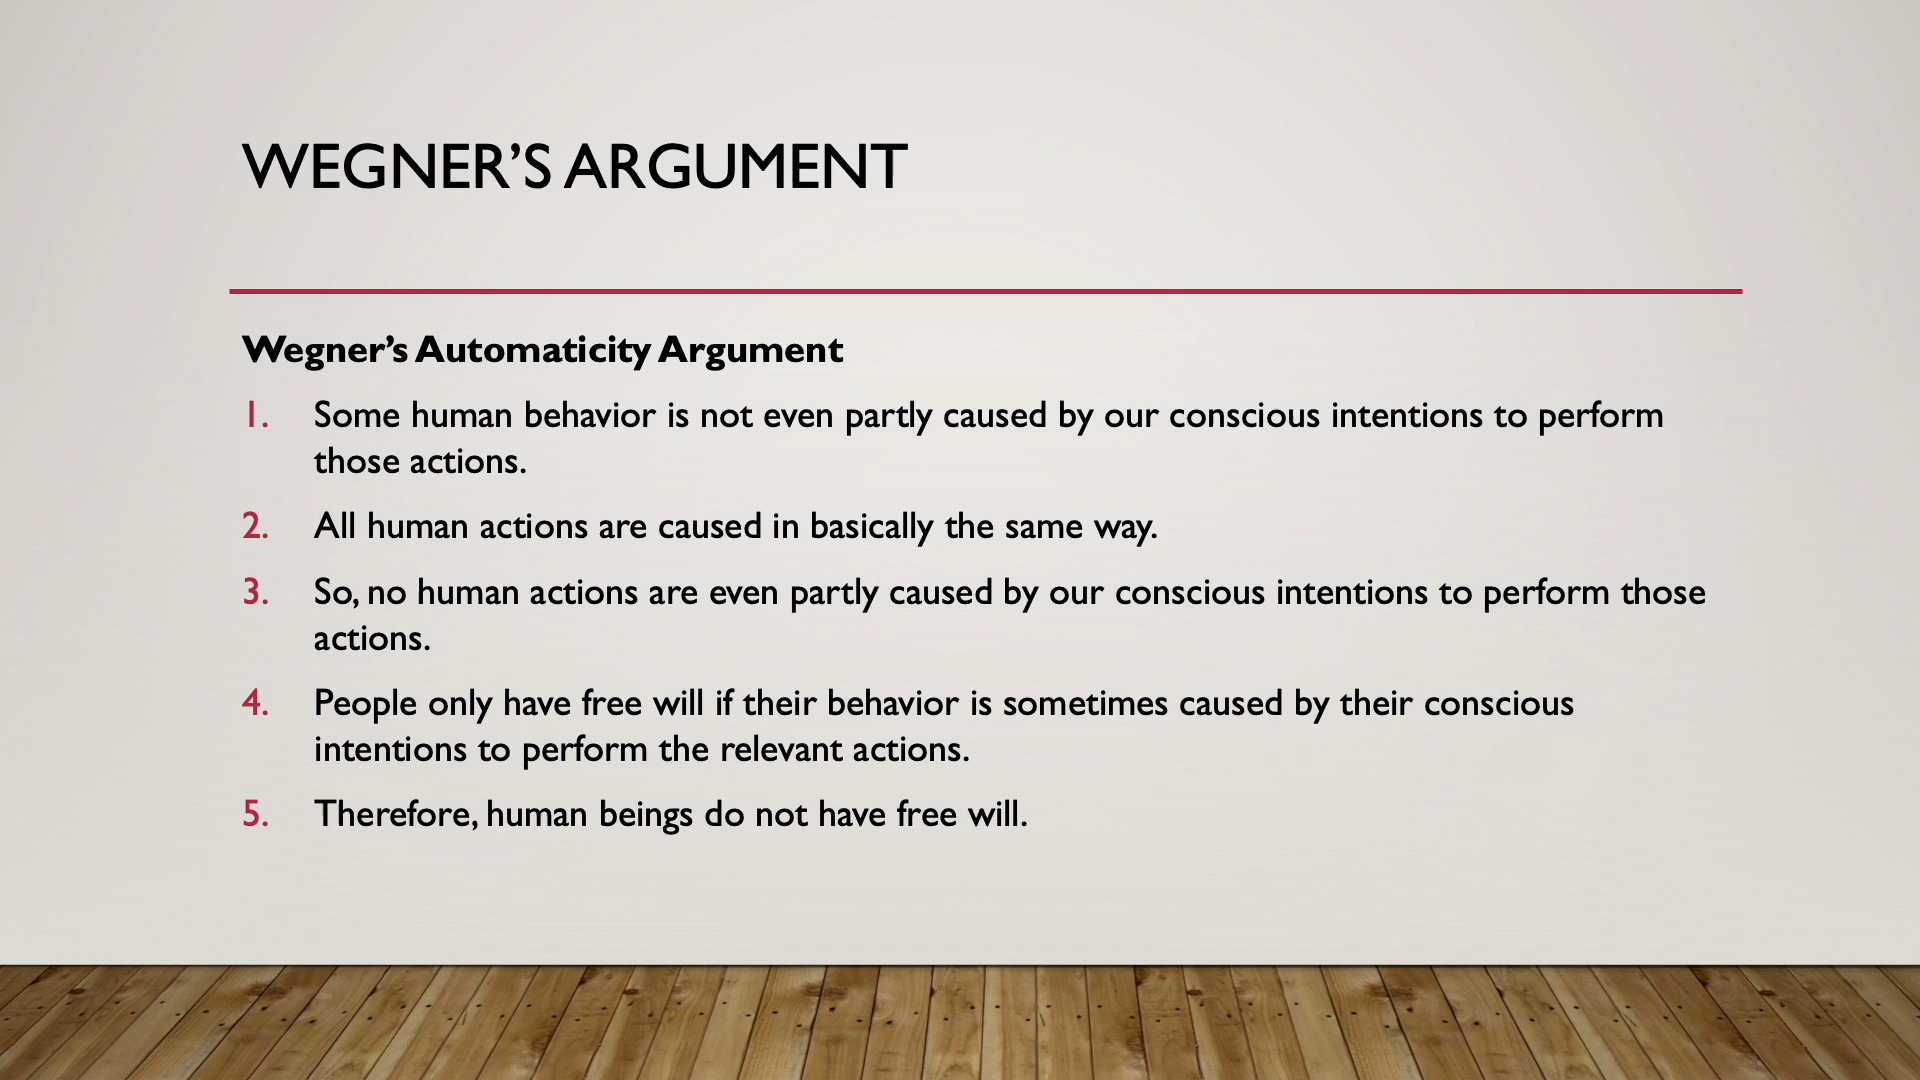 WEGNER’S ARGUMENT
Wegner’s Automaticity Argument
1. Some human behavior is not even partly caused by our conscious intentions to perform
those actions.
2. All human actions are caused in basically the same way.
3. So, no human actions are even partly caused by our conscious intentions to perform those
actions.
4. People only have free will if their behavior is sometimes caused by their conscious
intentions to perform the relevant actions.
5. Therefore, human beings do not have free will.